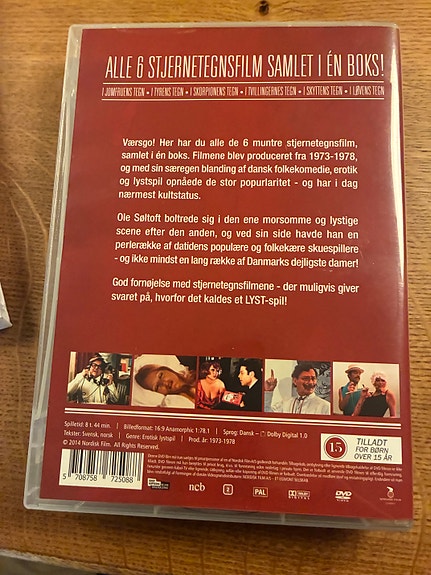 ALLE 6 STJERNETEGNSFILM SAMLET I ÉN BOKS!
I JOMFRUENS TEGN • I TYRENS TEGN • I SKORPIONENS TEGN • I TVILLINGERNES TEGN • I SKYTTENS TEGN • I LØVENS TEGN
Værsgo! Her har du alle de 6 muntre stjernetegnsfilm,
samlet i én boks. Filmene blev produceret fra 1973-1978,
og med sin særegen blanding af dansk folkekomedie, erotik
og lystspil opnåede de stor popurlaritet - og har i dag
nærmest kultstatus.
Ole Søltoft boltrede sig i den ene morsomme og lystige
scene efter den anden, og ved sin side havde han en
perlerække af datidens populære og folkekære skuespillere
- og ikke mindst en lang række af Danmarks dejligste damer!
God fornøjelse med stjernetegnsfilmene - der muligvis giver
svaret på, hvorfor det kaldes et LYST-spil!
Spilletid: 8 t. 44 min. | Billedformat: 16:9 Anamorphic 1:78.1 | Sprog: Dansk - Dolby Digital 1.0
Tekster: Svensk, norsk | Genre: Erotisk lystspil | Prod. år: 1973-1978
© 2014 Nordisk Film. All Rights Reserved.
15
TILLADT
FOR BØRN
OVER 15 ÅR
5 708758 725088
ncb
2
PAL
DOLBY
DIGITAL
DVD